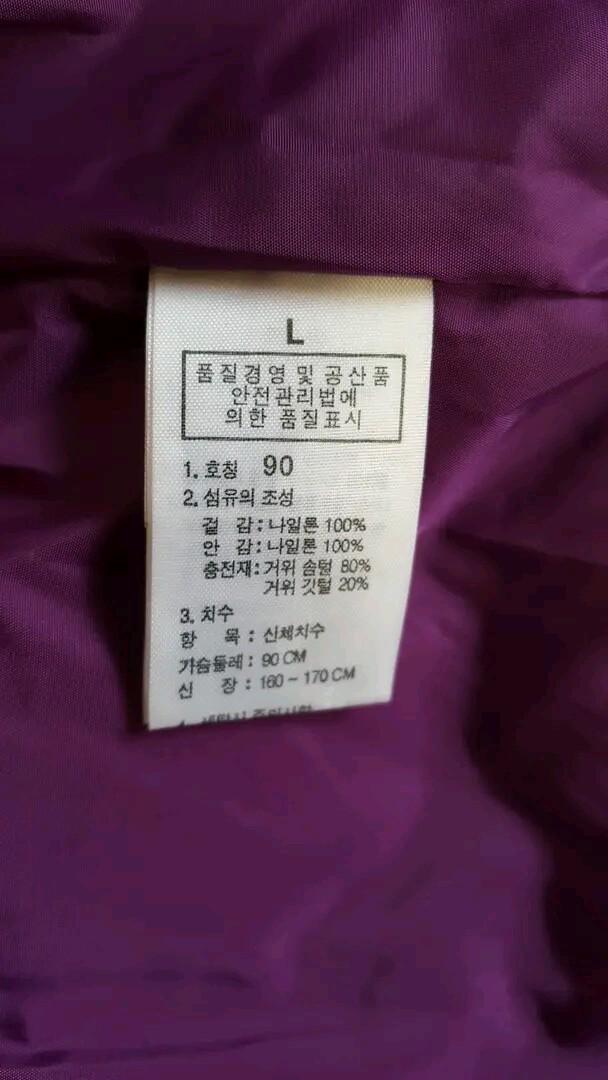 L
품질경영 및 공산품
안전관리법에
의한 품질표시
1. 호칭 90
2. 섬유의 조성
겉 감 : 나일론 100%
안 감 : 나일론 100%
충전재 : 거위 솜털 80%
거위 깃털 20%
3. 치수
항 목 : 신체치수
가슴둘레 : 90 CM
신 장 : 160 ~ 170 CM